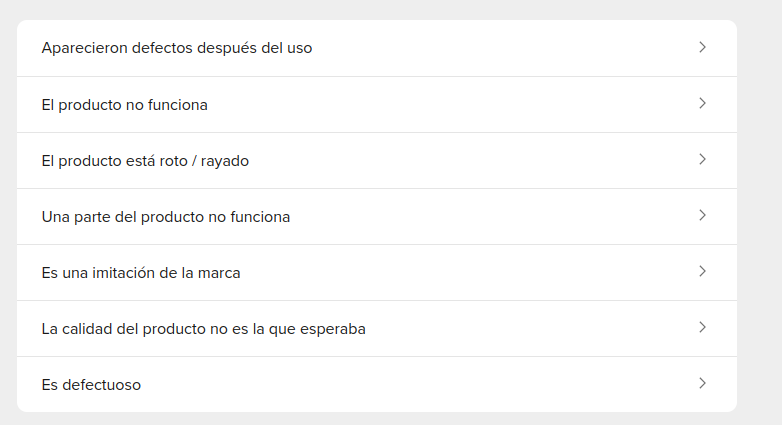 Aparecieron defectos después del uso
El producto no funciona
El producto está roto / rayado
Una parte del producto no funciona
Es una imitación de la marca
La calidad del producto no es la que esperaba
Es defectuoso